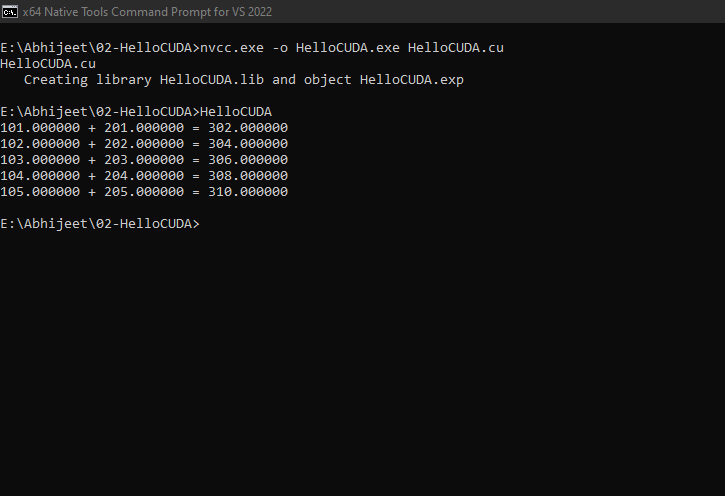 x64 Native Tools Command Prompt for VS 2022
E:\Abhijeet\02-HelloCUDA>nvcc.exe -o HelloCUDA.exe HelloCUDA.cu
HelloCUDA.cu
   Creating library HelloCUDA.lib and object HelloCUDA.exp
E:\Abhijeet\02-HelloCUDA>HelloCUDA
101.000000 + 201.000000 = 302.000000
102.000000 + 202.000000 = 304.000000
103.000000 + 203.000000 = 306.000000
104.000000 + 204.000000 = 308.000000
105.000000 + 205.000000 = 310.000000
E:\Abhijeet\02-HelloCUDA>